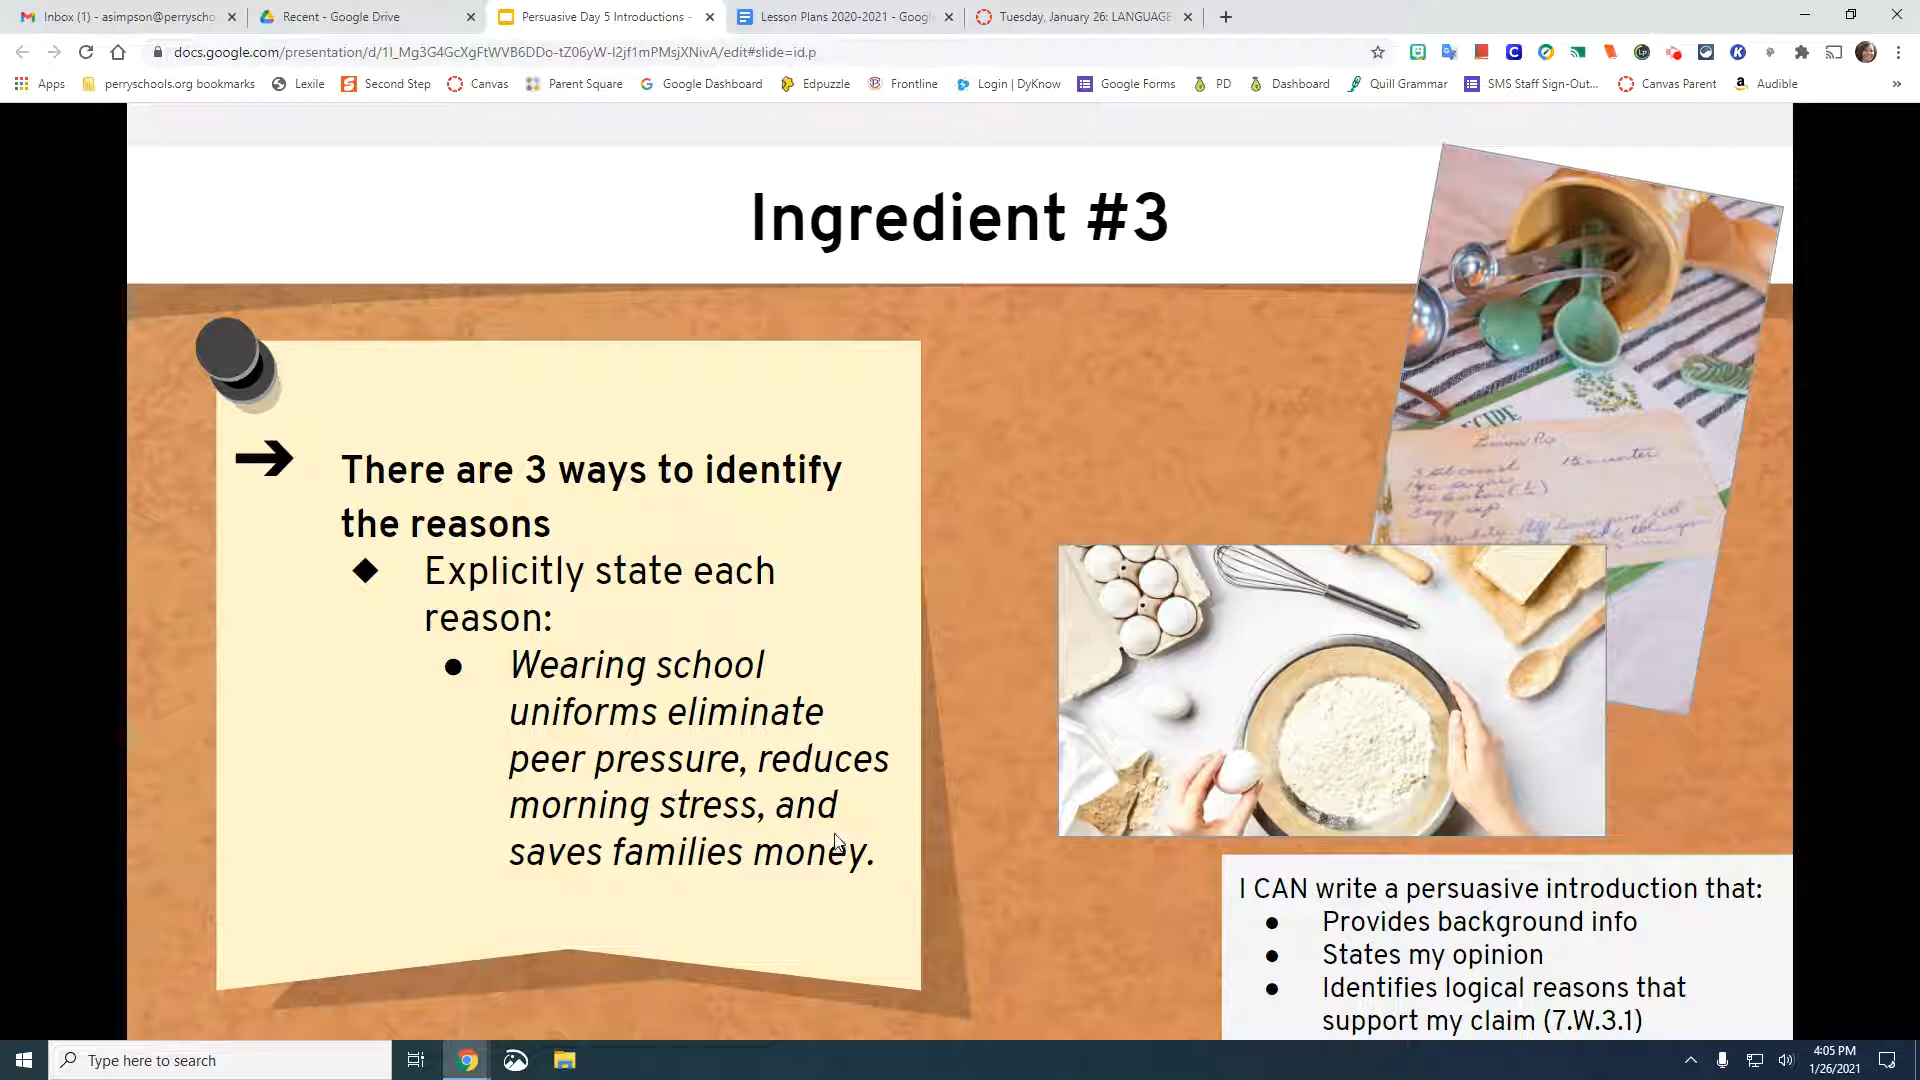 Inbox (1) - asimpson@perryscho
Recent - Google Drive
Persuasive Day 5 Introductions -
Lesson Plans 2020-2021 - Googl
Tuesday, January 26: LANGUAGE
docs.google.com/presentation/d/1I_Mg3G4GcXgFtWVB6DDo-tZ06yW-I2jf1mPMsjXNivA/edit#slide=id.p
Apps
perryschools.org bookmarks
Lexile
Second Step
Canvas
Parent Square
Google Dashboard
Edpuzzle
Frontline
Login | DyKnow
Google Forms
PD
Dashboard
Quill Grammar
SMS Staff Sign-Out...
Canvas Parent
Audible
»
Ingredient #3
➔ There are 3 ways to identify
the reasons
◆ Explicitly state each
reason:
● Wearing school
uniforms eliminate
peer pressure, reduces
morning stress, and
saves families money.
I CAN write a persuasive introduction that:
● Provides background info
● States my opinion
● Identifies logical reasons that
support my claim (7.W.3.1)
Type here to search
4:05 PM
1/26/2021